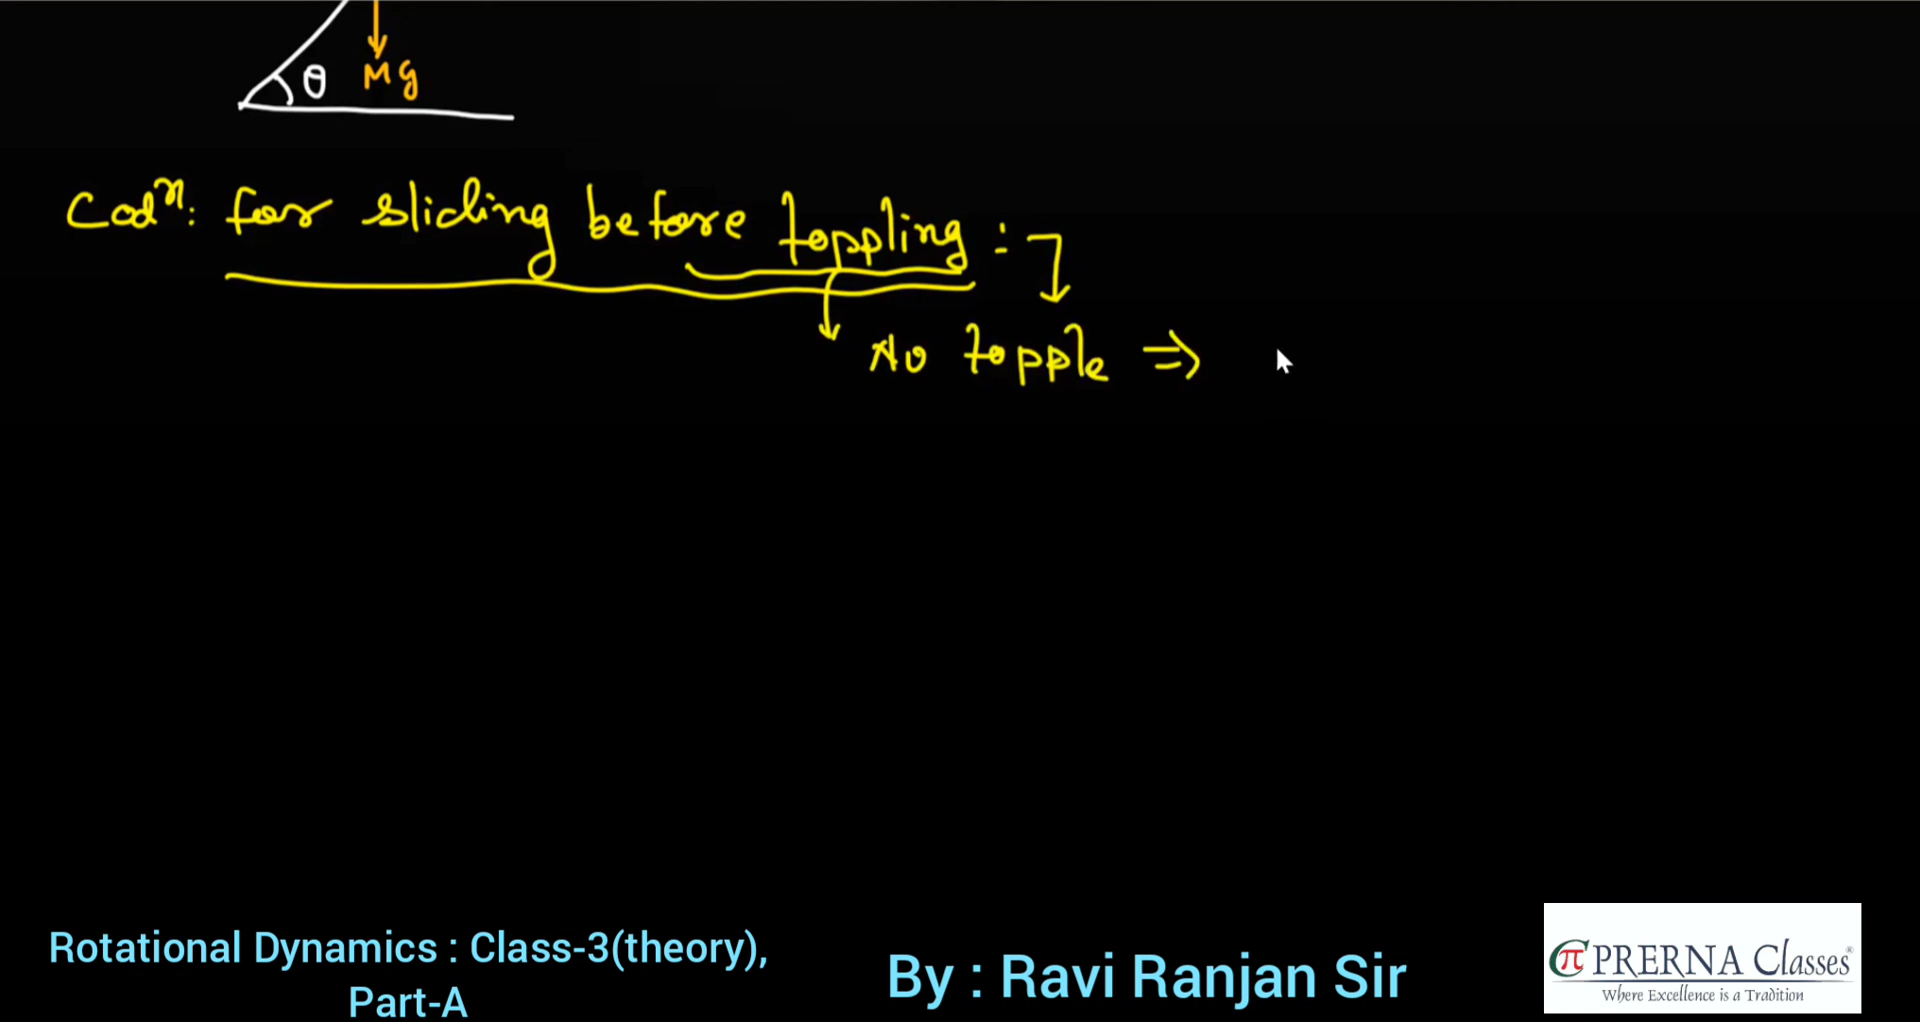 θ Mg
Codⁿ: for sliding before toppling :
No topple ⇒
Rotational Dynamics : Class-3(theory),
Part-A
By : Ravi Ranjan Sir
π PRERNA Classes®
Where Excellence is a Tradition